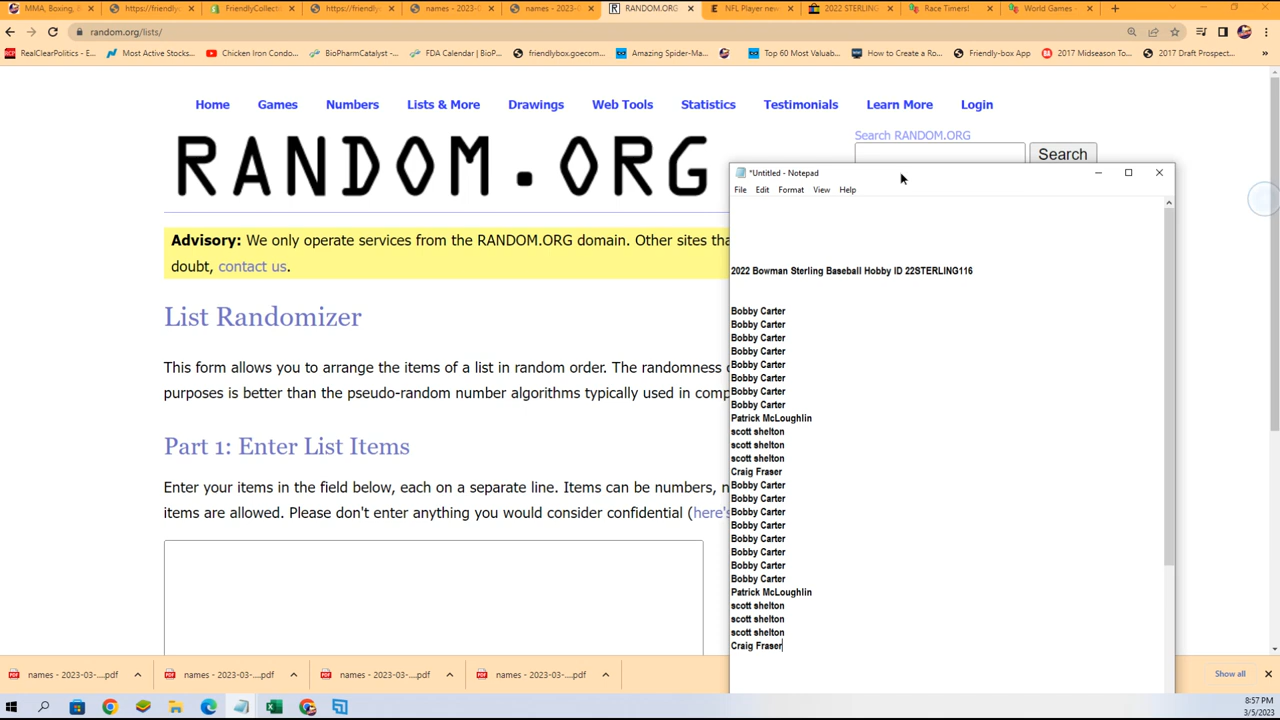 MMA, Boxing, &
https://friendly
FriendlyCollecti
https://friendly
names - 2023-0
names - 2023-0
RANDOM.ORG
NFL Player new
2022 STERLING
Race Timers!
World Games -
random.org/lists/
RealClearPolitics - E...
Most Active Stocks...
Chicken Iron Condo...
BioPharmCatalyst -...
FDA Calendar | BioP...
friendlybox.goecom...
Amazing Spider-Ma...
Top 60 Most Valuab...
How to Create a Ro...
Friendly-box App
2017 Midseason To...
2017 Draft Prospect...
Home Games Numbers Lists & More Drawings Web Tools Statistics Testimonials Learn More Login
Search RANDOM.ORG
RANDOM.ORG
Search
Advisory: We only operate services from the RANDOM.ORG domain. Other sites tha
doubt, contact us.
List Randomizer
This form allows you to arrange the items of a list in random order. The randomness
purposes is better than the pseudo-random number algorithms typically used in comp
Part 1: Enter List Items
Enter your items in the field below, each on a separate line. Items can be numbers, n
items are allowed. Please don't enter anything you would consider confidential (here's
*Untitled - Notepad
File Edit Format View Help
2022 Bowman Sterling Baseball Hobby ID 22STERLING116
Bobby Carter
Bobby Carter
Bobby Carter
Bobby Carter
Bobby Carter
Bobby Carter
Bobby Carter
Bobby Carter
Patrick McLoughlin
scott shelton
scott shelton
scott shelton
Craig Fraser
Bobby Carter
Bobby Carter
Bobby Carter
Bobby Carter
Bobby Carter
Bobby Carter
Bobby Carter
Bobby Carter
Patrick McLoughlin
scott shelton
scott shelton
scott shelton
Craig Fraser
names - 2023-03-....pdf
names - 2023-03-....pdf
names - 2023-03-....pdf
names - 2023-03-....pdf
Show all
8:57 PM
3/5/2023